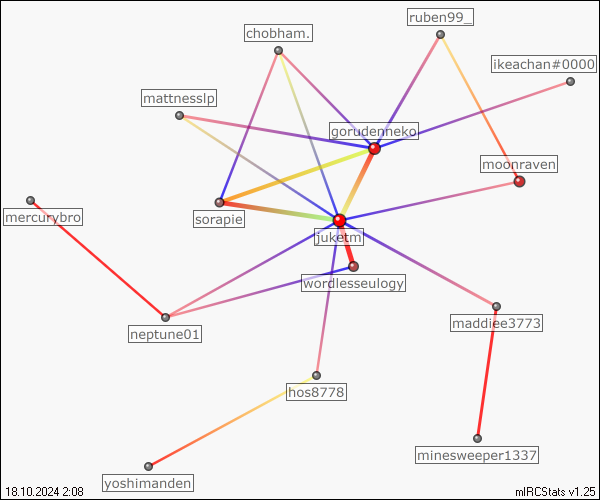 ruben99_
chobham.
ikeachan#0000
mattnesslp
gorudenneko
moonraven
mercurybro
sorapie
juketm
wordlesseulogy
neptune01
maddiee3773
hos8778
minesweeper1337
yoshimanden
18.10.2024 2:08
mIRCStats v1.25